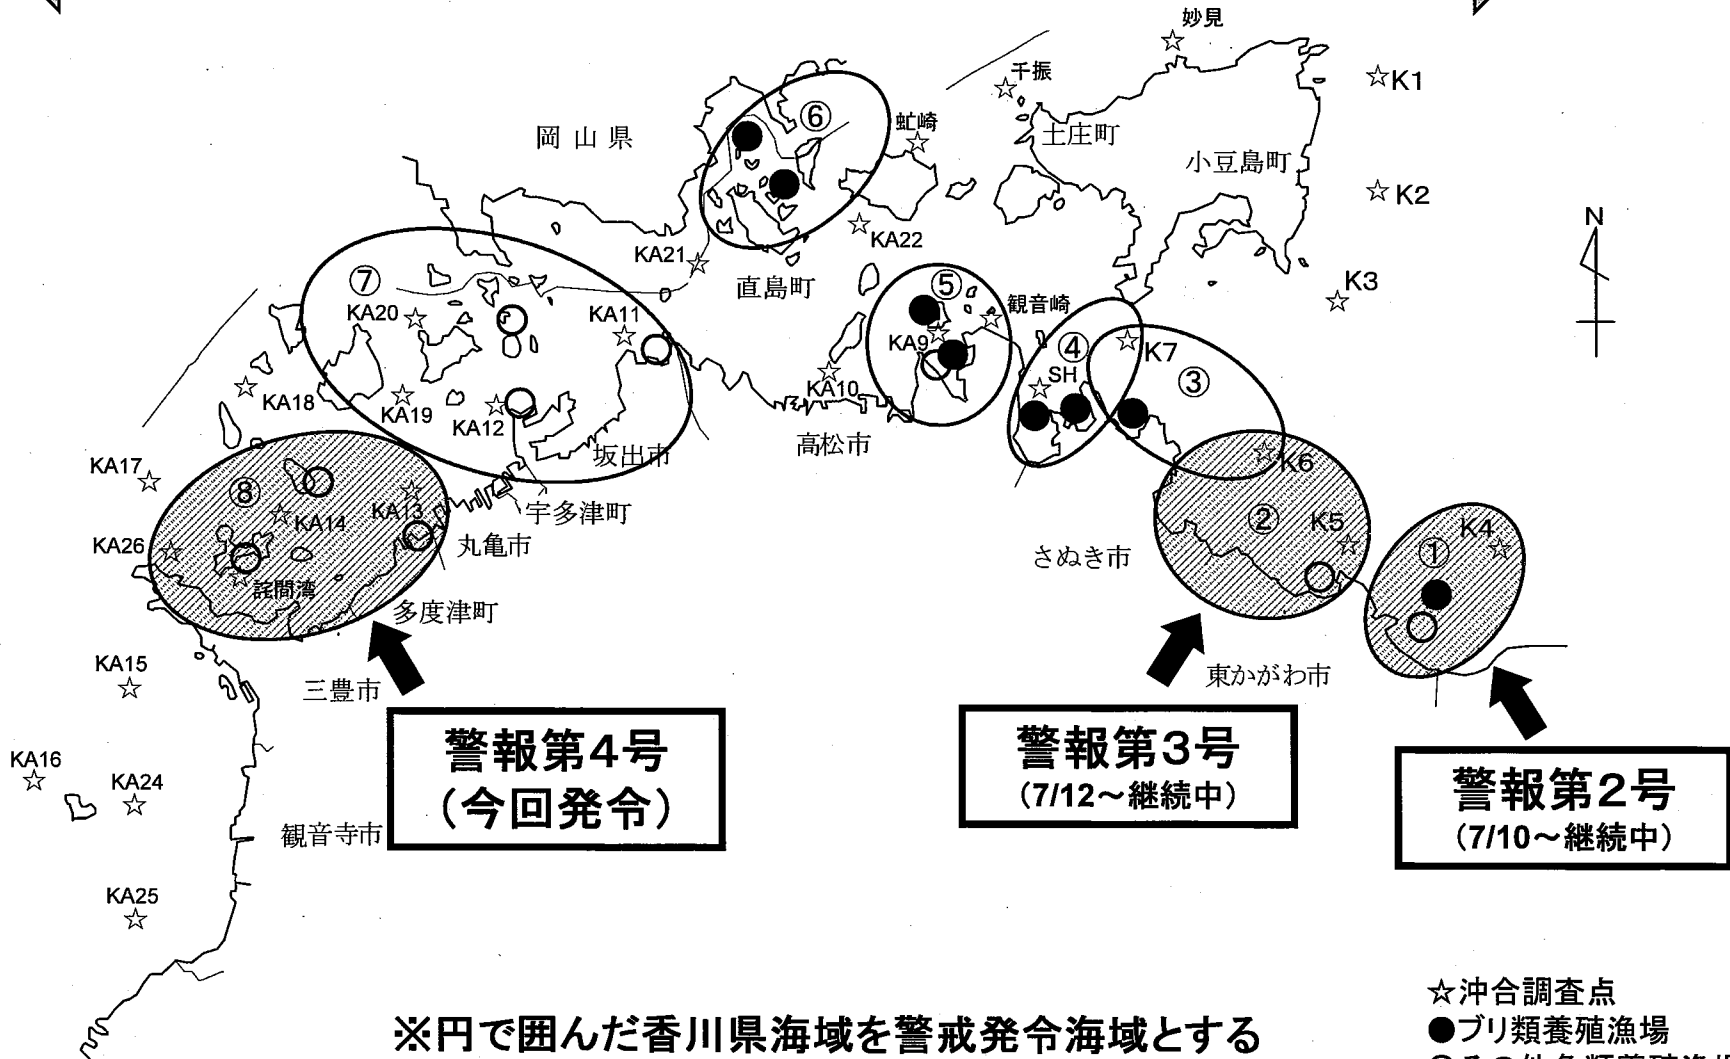 妙見
千振
☆K1
⑥
虻崎
岡山県
土庄町
小豆島町
☆K2
N
KA22
KA21
⑦
直島町
⑤
K3
KA20
KA11
観音崎
KA9
④
K7
③
SH
KA10
KA18
KA19
KA12
高松市
坂出市
KA17
⑧
K6
宇多津町
KA14
KA13
②
K5
K4
KA26
丸亀市
さぬき市
①
詫間湾
多度津町
KA15
三豊市
東かがわ市
警報第4号
(今回発令)
警報第3号
(7/12～継続中)
警報第2号
(7/10～継続中)
KA16
KA24
観音寺市
KA25
☆沖合調査点
●ブリ類養殖漁場
※円で囲んだ香川県海域を警戒発令海域とする